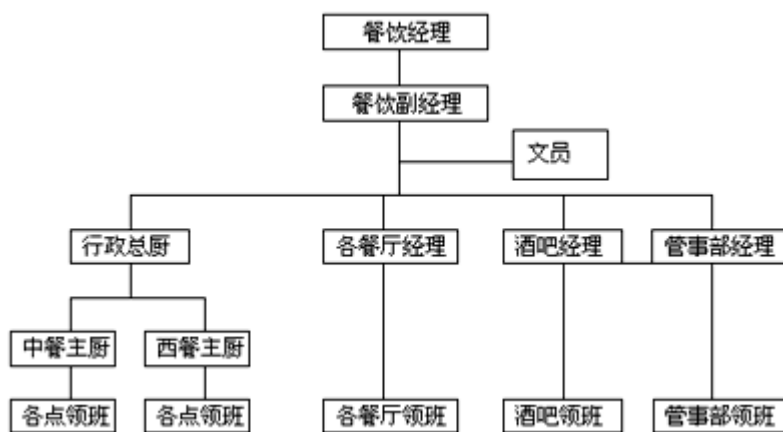 餐饮经理
餐饮副经理
文员
行政总厨
各餐厅经理
酒吧经理
管事部经理
中餐主厨
西餐主厨
各点领班
各点领班
各餐厅领班
酒吧领班
管事部领班